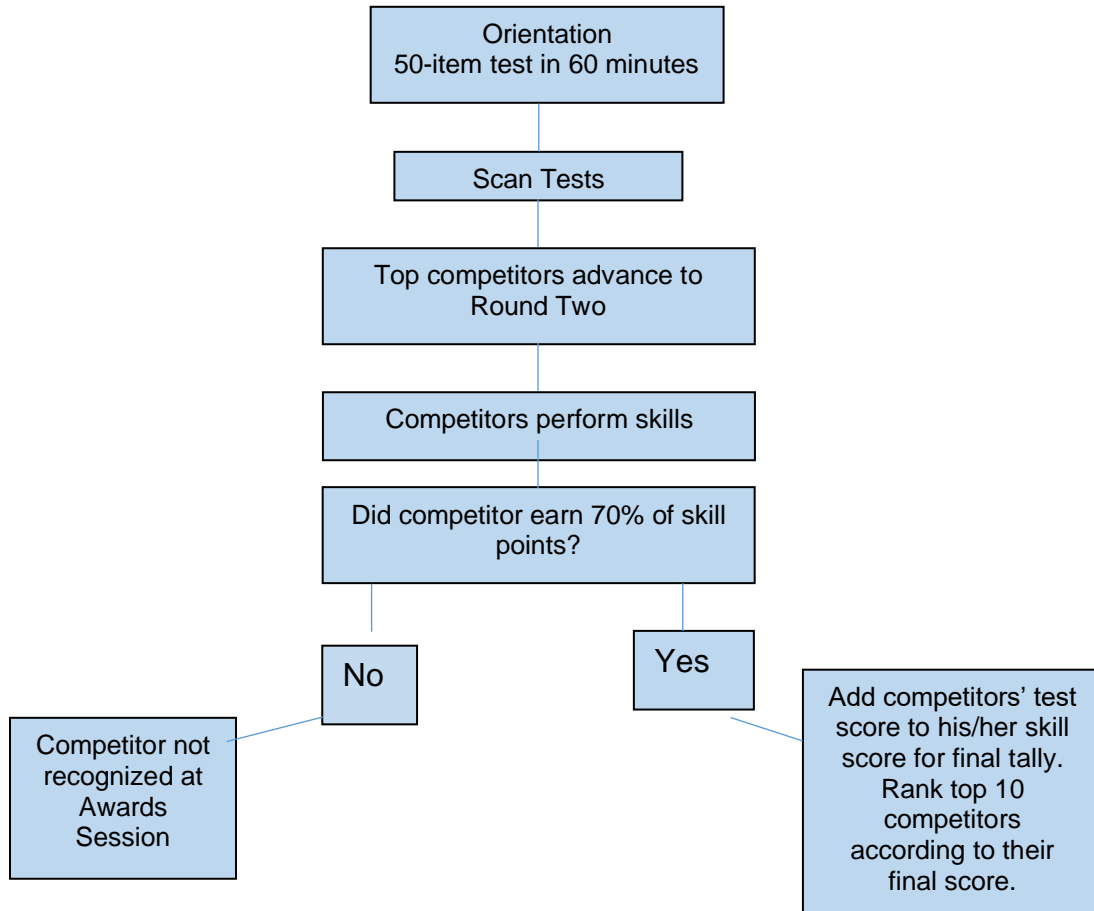 Orientation
50-item test in 60 minutes
Scan Tests
Top competitors advance to
Round Two
Competitors perform skills
Did competitor earn 70% of skill
points?
No
Yes
Competitor not
recognized at
Awards
Session
Add competitors’ test
score to his/her skill
score for final tally.
Rank top 10
competitors
according to their
final score.